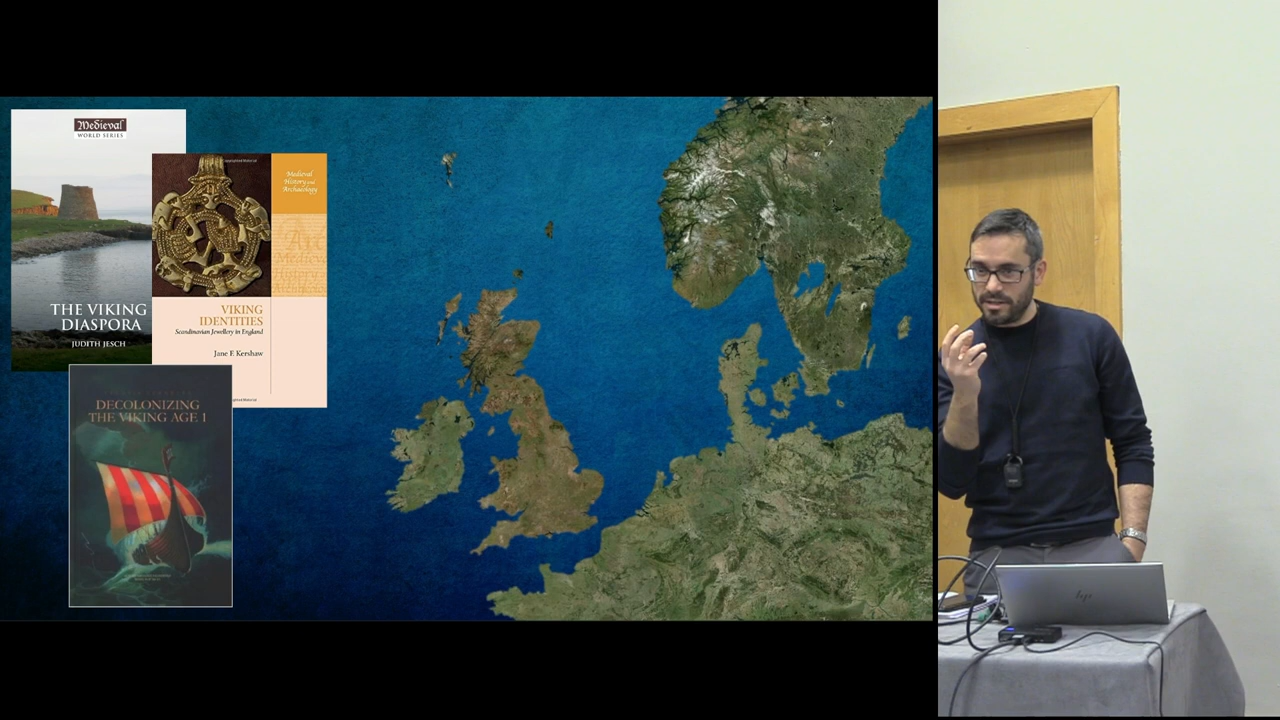 Medieval
WORLD SERIES
THE VIKING
DIASPORA
JUDITH JESCH
Medieval
History and
Archaeology
VIKING
IDENTITIES
Scandinavian Jewellery in England
Jane F. Kershaw
DECOLONIZING
THE VIKING AGE 1
hp